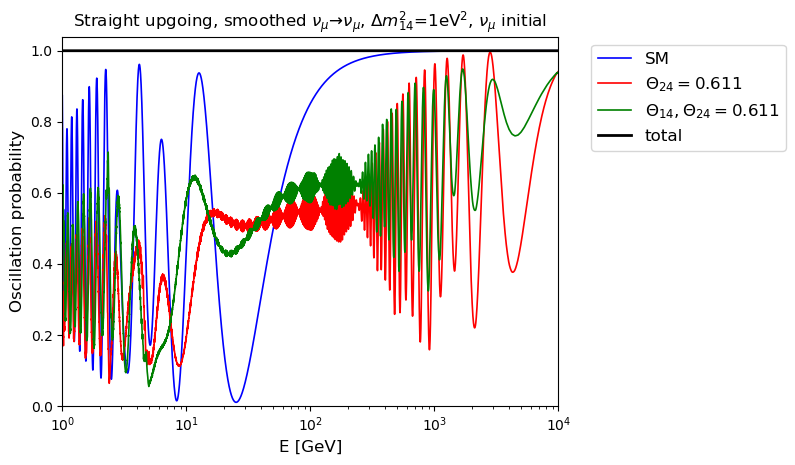 Straight upgoing, smoothed νμ→νμ, Δm²₁₄=1eV², νμ initial
Oscillation probability
1.0
0.8
0.6
0.4
0.2
0.0
10⁰
10¹
10²
10³
10⁴
E [GeV]
SM
Θ₂₄ = 0.611
Θ₁₄, Θ₂₄ = 0.611
total